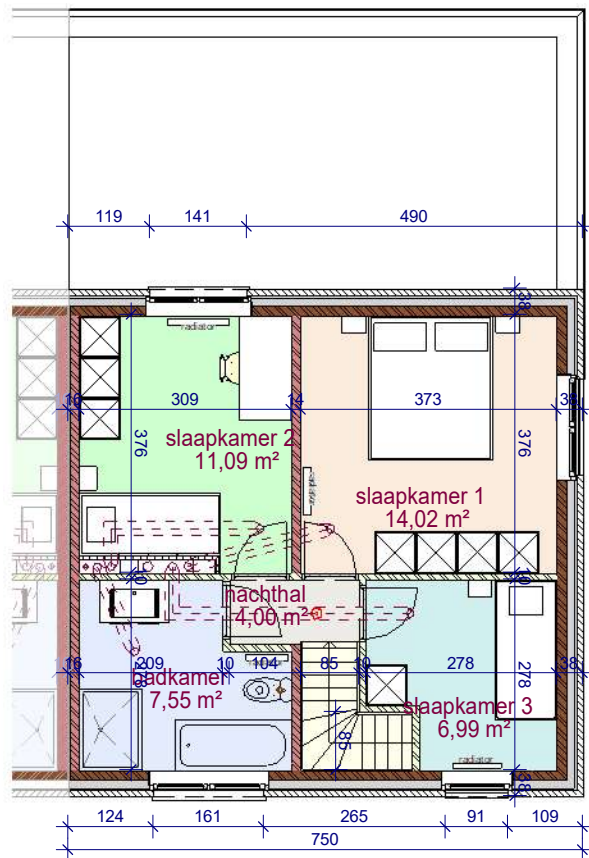 119 141 490
38
radiator
16 309 14 373 38
376 376
slaapkamer 2
11,09 m²
slaapkamer 1
14,02 m²
radiator
10 10
nachthal
4,00 m²
16 209 10 104 85 10 278 38
radiator
badkamer
7,55 m²
278
slaapkamer 3
6,99 m²
85
radiator
38
124 161 265 91 109
750